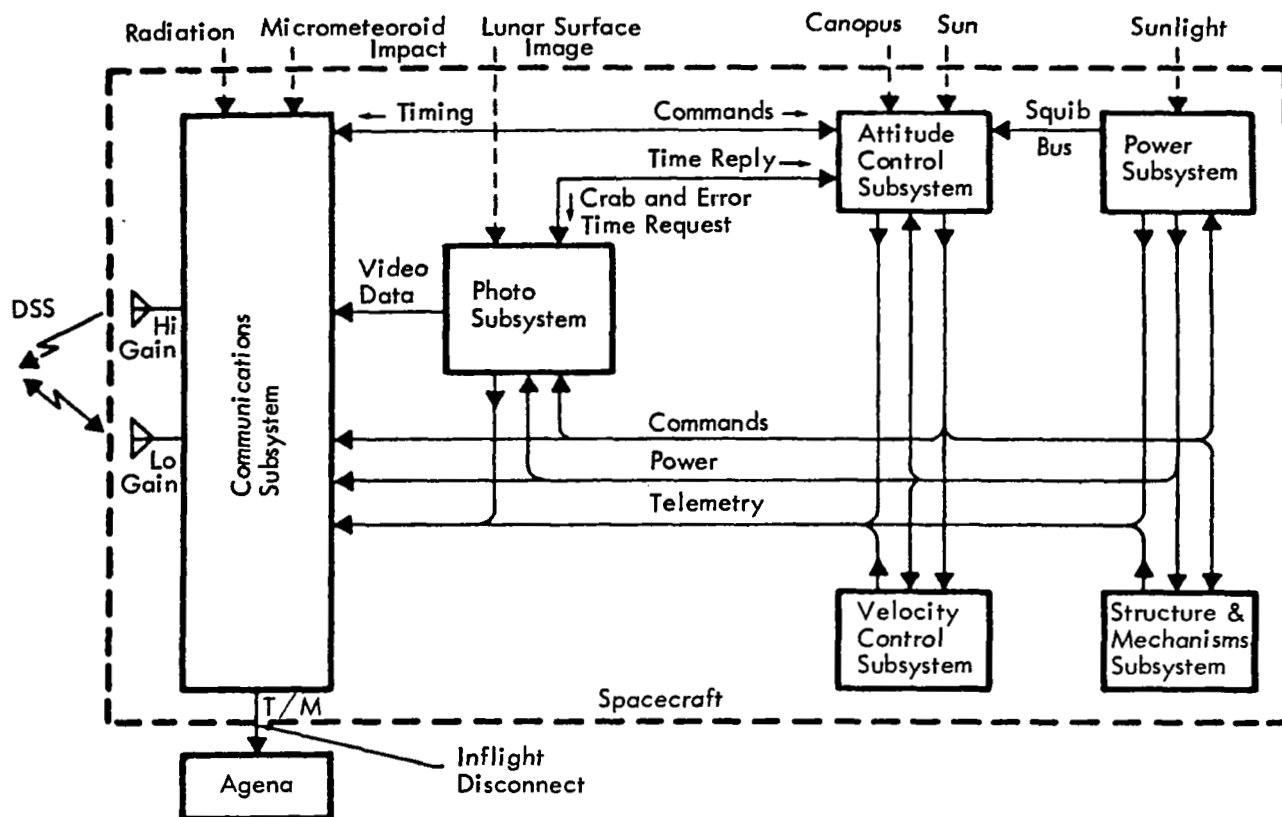 Radiation
Micrometeoroid
Impact
Lunar Surface
Image
Canopus
Sun
Sunlight
Timing
Commands
Attitude
Control
Subsystem
Squib
Bus
Power
Subsystem
Time Reply
Crab and Error
Time Request
Video
Data
Photo
Subsystem
DSS
Hi
Gain
Communications
Subsystem
Lo
Gain
Commands
Power
Telemetry
Velocity
Control
Subsystem
Structure &
Mechanisms
Subsystem
T/M
Spacecraft
Agena
Inflight
Disconnect